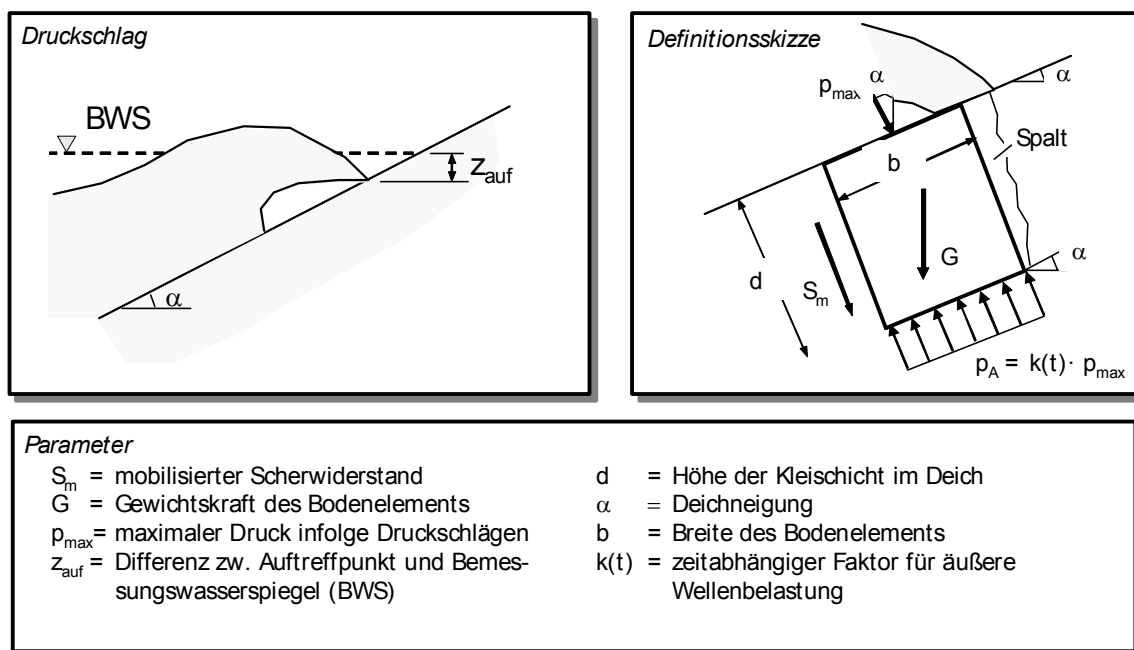 Druckschlag
BWS
z_auf
α
Definitionsskizze
p_max
α
α
Spalt
b
d
G
S_m
α
p_A = k(t) · p_max
Parameter
S_m = mobilisierter Scherwiderstand
G = Gewichtskraft des Bodenelements
p_max = maximaler Druck infolge Druckschlägen
z_auf = Differenz zw. Auftreffpunkt und Bemes-
sungswasserspiegel (BWS)
d = Höhe der Kleischicht im Deich
α = Deichneigung
b = Breite des Bodenelements
k(t) = zeitabhängiger Faktor für äußere
Wellenbelastung